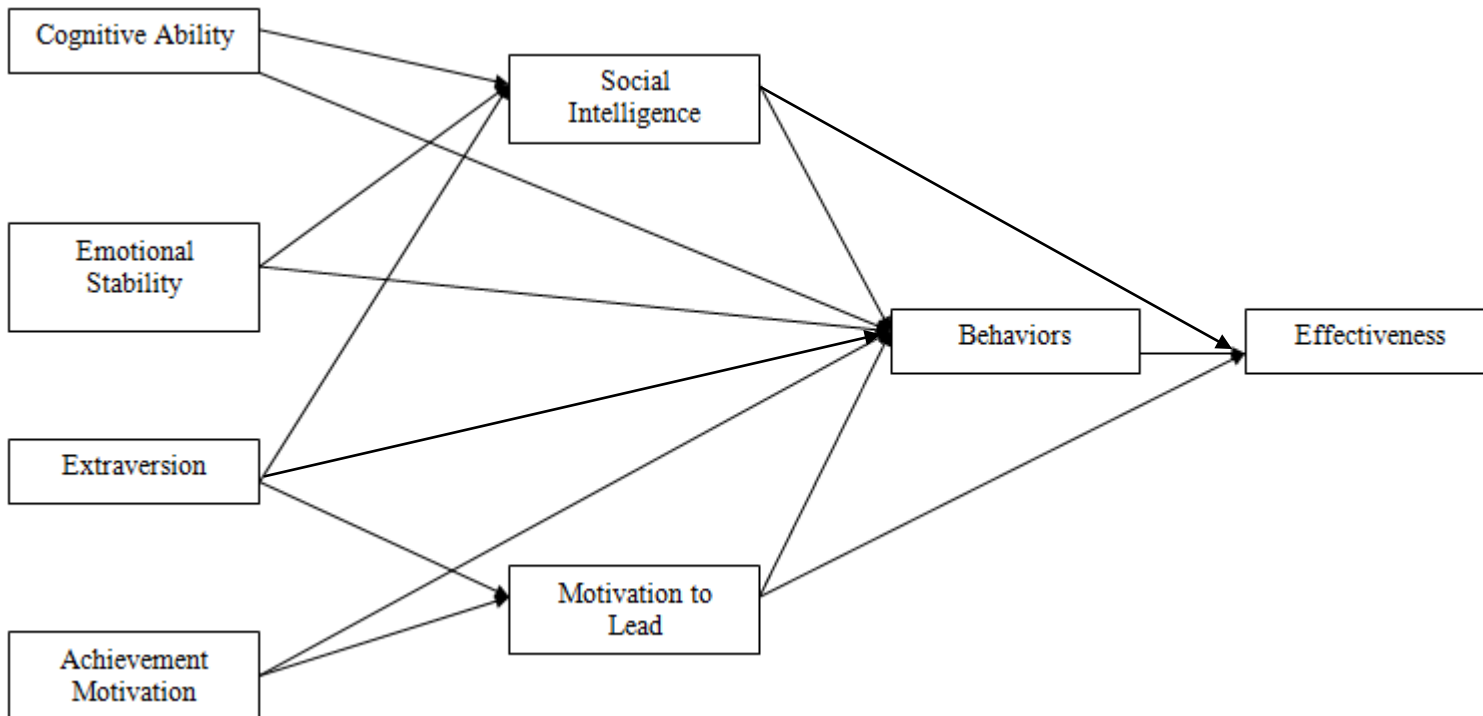 Cognitive Ability
Social
Intelligence
Emotional
Stability
Behaviors
Effectiveness
Extraversion
Motivation to
Lead
Achievement
Motivation